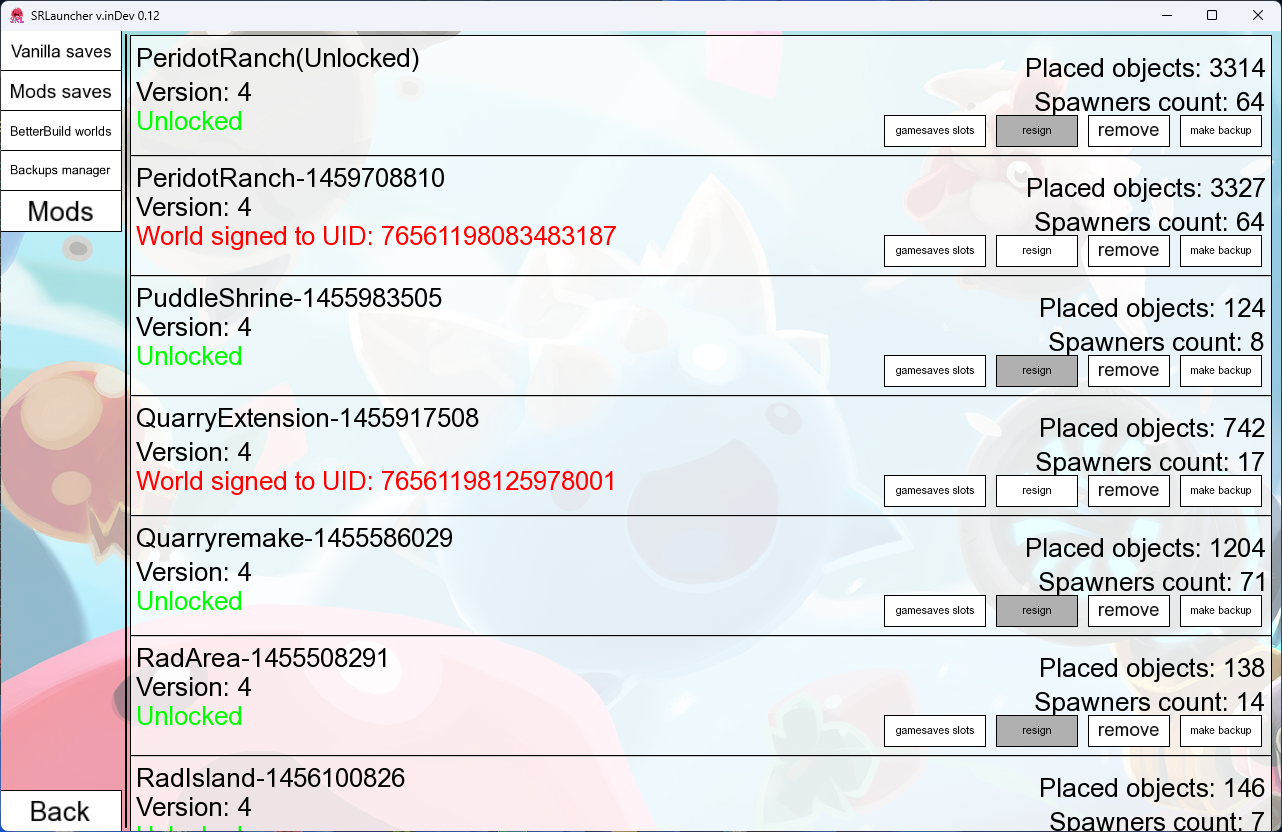 SRLauncher v.inDev 0.12
Vanilla saves
Mods saves
BetterBuild worlds
Backups manager
Mods
Back
PeridotRanch(Unlocked)
Version: 4
Unlocked
Placed objects: 3314
Spawners count: 64
gamesaves slots resign remove make backup
PeridotRanch-1459708810
Version: 4
World signed to UID: 76561198083483187
Placed objects: 3327
Spawners count: 64
gamesaves slots resign remove make backup
PuddleShrine-1455983505
Version: 4
Unlocked
Placed objects: 124
Spawners count: 8
gamesaves slots resign remove make backup
QuarryExtension-1455917508
Version: 4
World signed to UID: 76561198125978001
Placed objects: 742
Spawners count: 17
gamesaves slots resign remove make backup
Quarryremake-1455586029
Version: 4
Unlocked
Placed objects: 1204
Spawners count: 71
gamesaves slots resign remove make backup
RadArea-1455508291
Version: 4
Unlocked
Placed objects: 138
Spawners count: 14
gamesaves slots resign remove make backup
RadIsland-1456100826
Version: 4
Placed objects: 146
Spawners count: 7